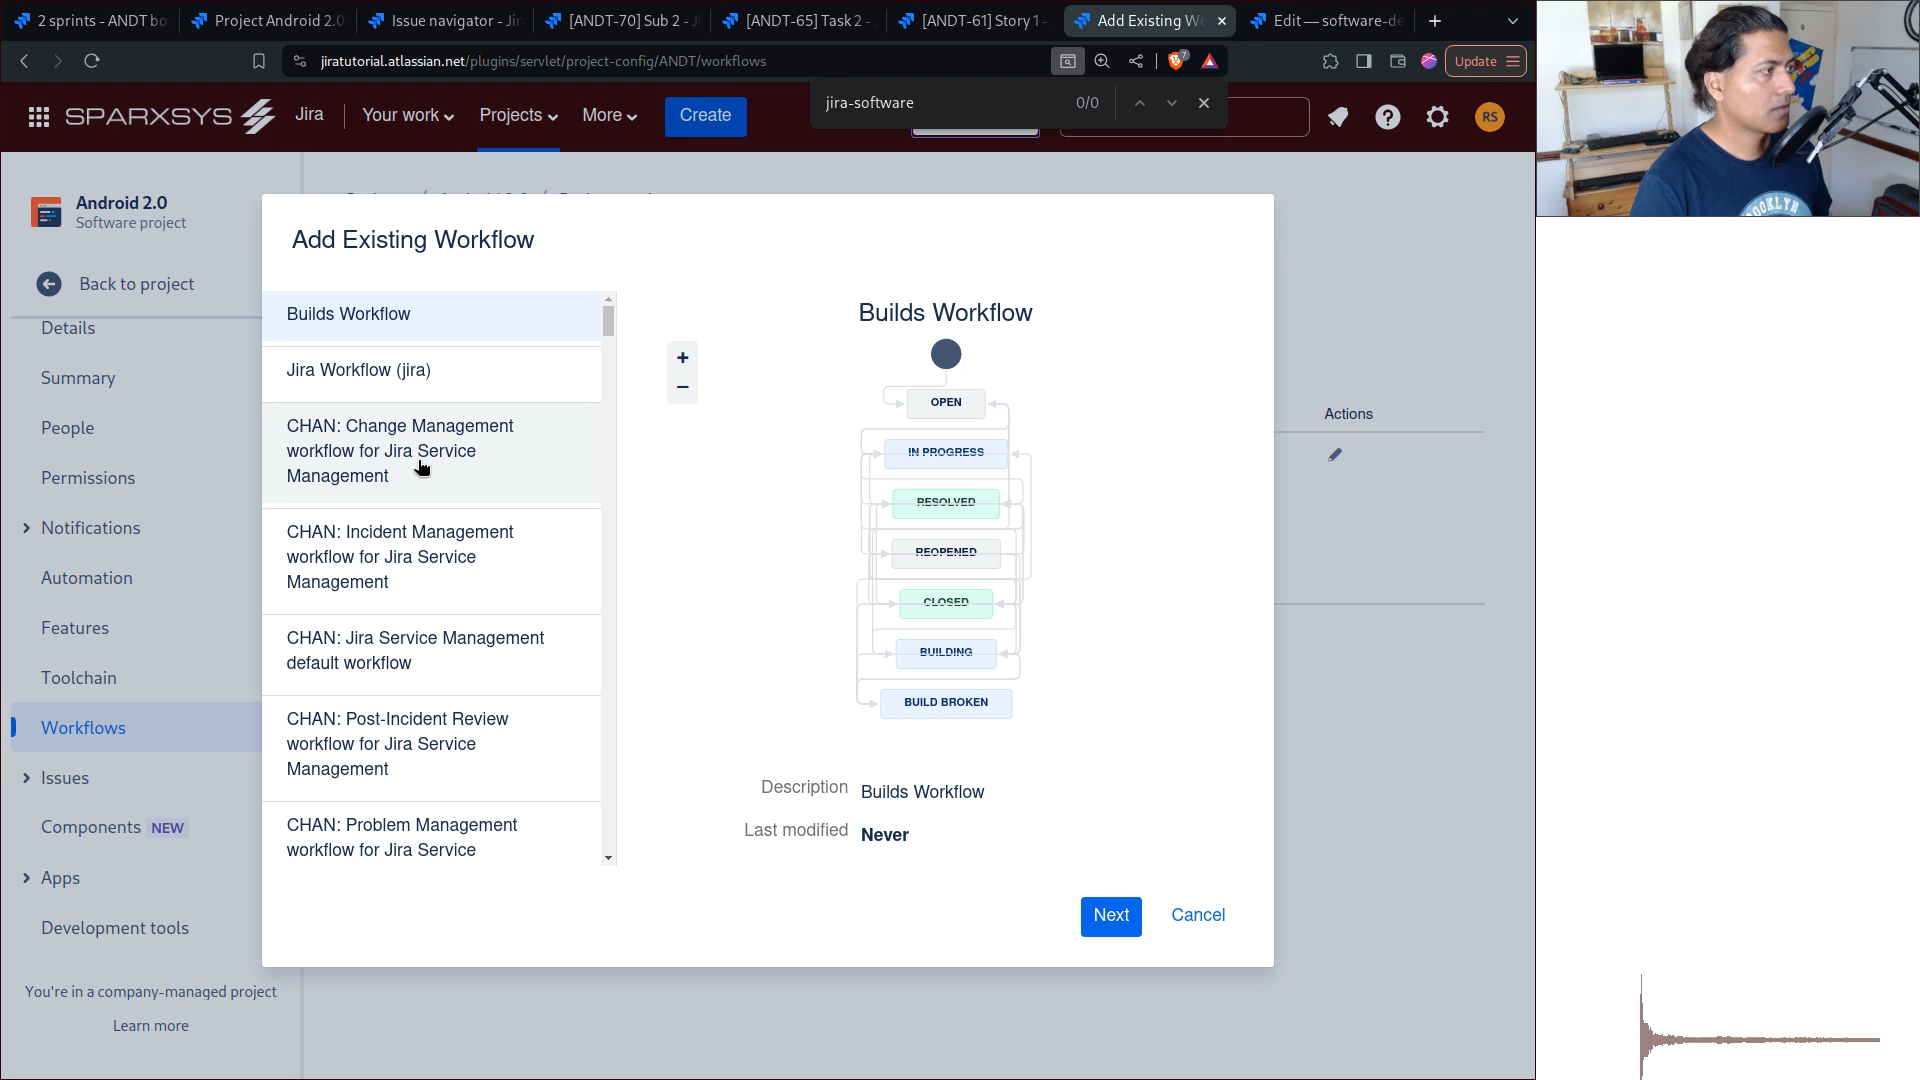 2 sprints - ANDT bo
Project Android 2.0
Issue navigator - Jir
[ANDT-70] Sub 2 - J
[ANDT-65] Task 2 -
[ANDT-61] Story 1 -
Add Existing Wo
Edit — software-de
jiratutorial.atlassian.net/plugins/servlet/project-config/ANDT/workflows
7
Update
jira-software
0/0
SPARXSYS
Jira
Your work
Projects
More
Create
RS
Android 2.0
Software project
Back to project
Details
Summary
People
Permissions
Notifications
Automation
Features
Toolchain
Workflows
Issues
Components NEW
Apps
Development tools
You're in a company-managed project
Learn more
Add Existing Workflow
Builds Workflow
Jira Workflow (jira)
CHAN: Change Management
workflow for Jira Service
Management
CHAN: Incident Management
workflow for Jira Service
Management
CHAN: Jira Service Management
default workflow
CHAN: Post-Incident Review
workflow for Jira Service
Management
CHAN: Problem Management
workflow for Jira Service
+
−
Builds Workflow
OPEN
IN PROGRESS
RESOLVED
REOPENED
CLOSED
BUILDING
BUILD BROKEN
Description Builds Workflow
Last modified Never
Next
Cancel
Actions
BROOKLYN